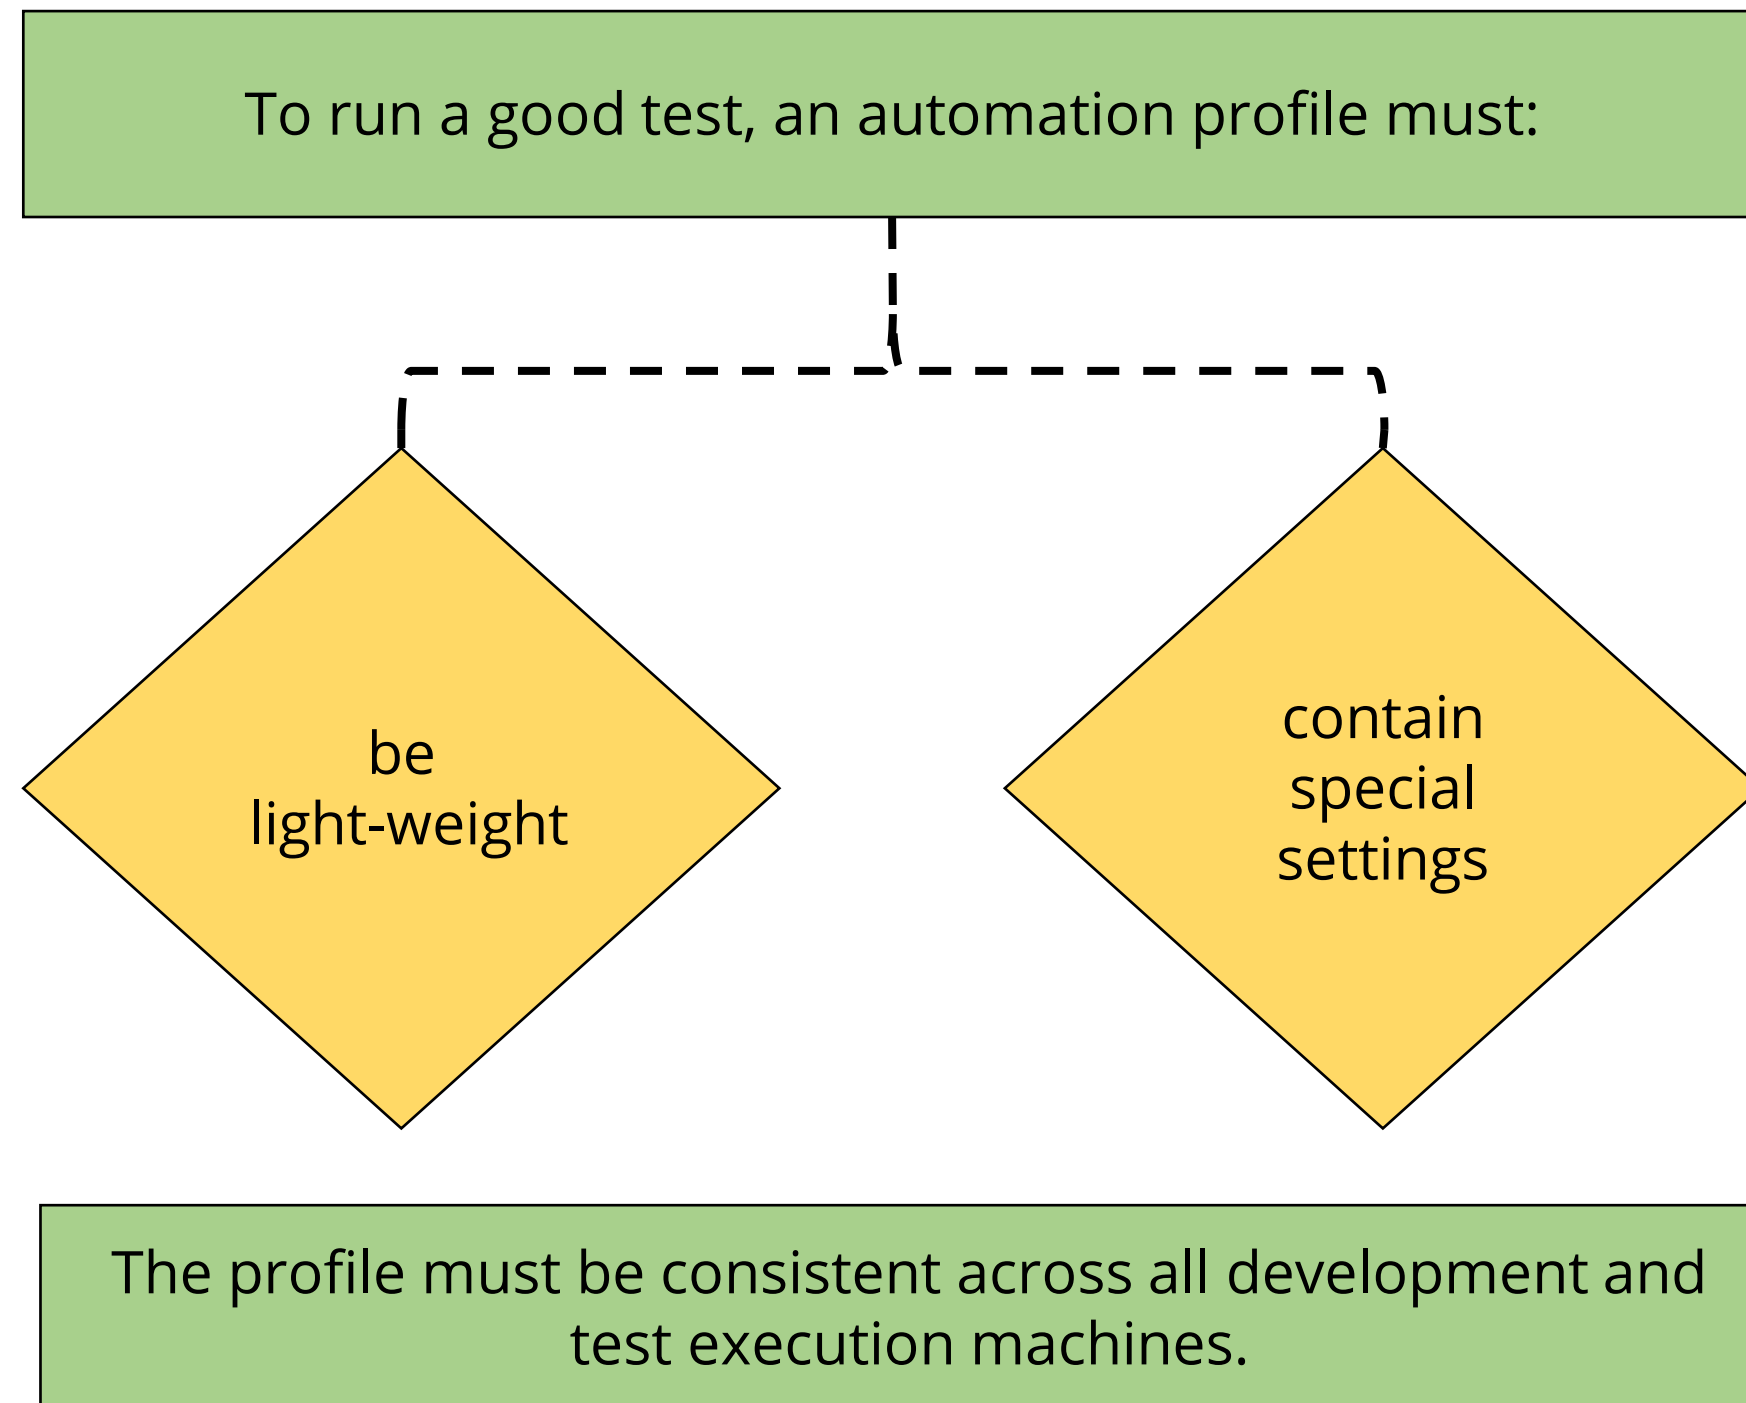 To run a good test, an automation profile must:
be
light-weight
contain
special
settings
The profile must be consistent across all development and
test execution machines.